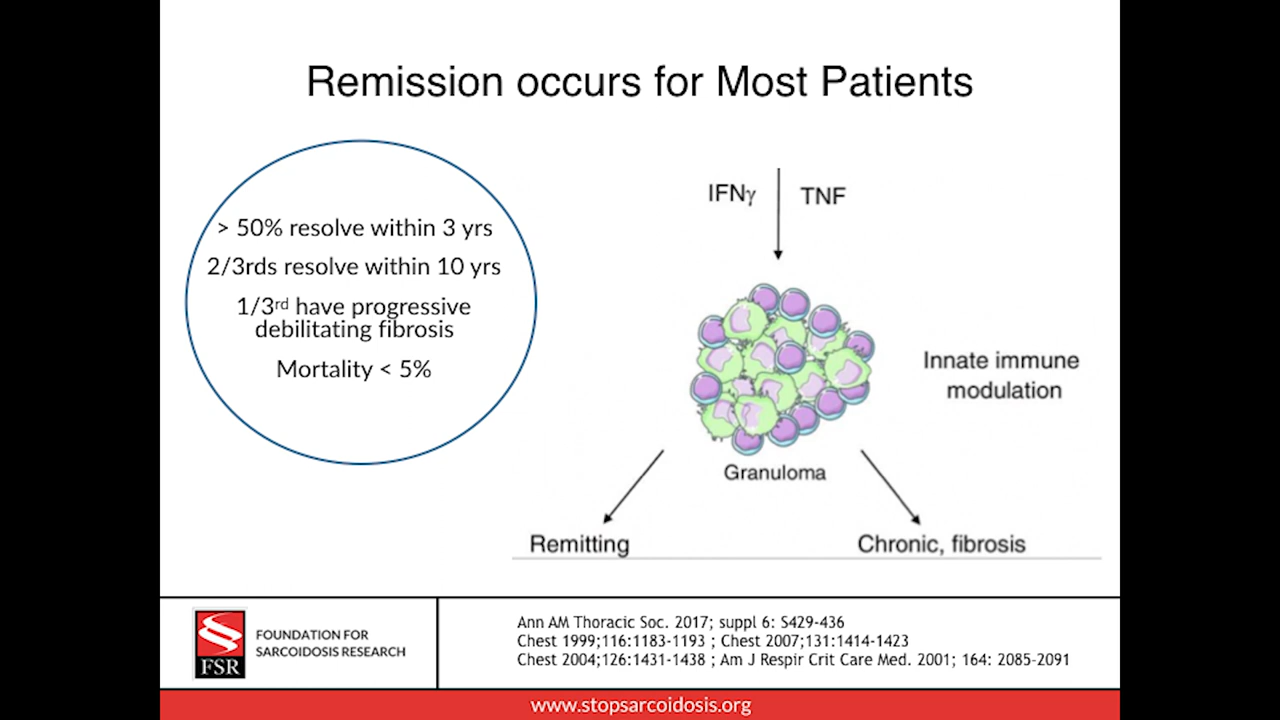 Remission occurs for Most Patients
> 50% resolve within 3 yrs
2/3rds resolve within 10 yrs
1/3rd have progressive
debilitating fibrosis
Mortality < 5%
IFNγ
TNF
Innate immune
modulation
Granuloma
Remitting
Chronic, fibrosis
FSR
FOUNDATION FOR
SARCOIDOSIS RESEARCH
Ann AM Thoracic Soc. 2017; suppl 6: S429-436
Chest 1999;116:1183-1193 ; Chest 2007;131:1414-1423
Chest 2004;126:1431-1438 ; Am J Respir Crit Care Med. 2001; 164: 2085-2091
www.stopsarcoidosis.org